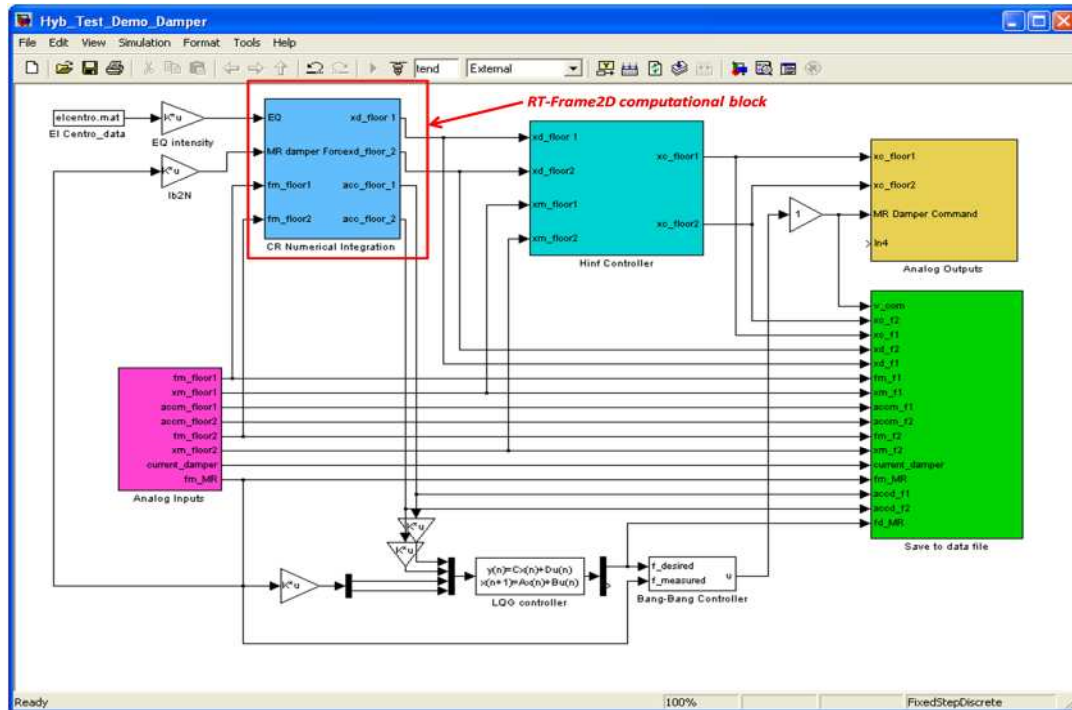 Hyb_Test_Demo_Damper
File Edit View Simulation Format Tools Help
tend External
RT-Frame2D computational block
elcentro.mat
El Centro_data
K*u
EQ intensity
K*u
lb2N
EQ
MR damper Force
fm_floor1
fm_floor2
xd_floor 1
xd_floor_2
acc_floor_1
acc_floor_2
CR Numerical Integration
xd_floor 1
xd_floor2
xm_floor1
xm_floor2
xc_floor1
xc_floor2
Hinf Controller
1
xc_floor1
xc_floor2
MR Damper Command
In4
Analog Outputs
fm_floor1
xm_floor1
accm_floor1
accm_floor2
fm_floor2
xm_floor2
current_damper
fm_MR
Analog Inputs
v_com
xc_f2
xc_f1
xd_f2
xd_f1
fm_f1
xm_f1
accm_f1
accm_f2
fm_f2
xm_f2
current_damper
fm_MR
accd_f1
accd_f2
fd_MR
Save to data file
K*u
K*u
K*u
y(n)=Cx(n)+Du(n)
x(n+1)=Ax(n)+Bu(n)
LQG controller
f_desired
f_measured
u
Bang-Bang Controller
Ready 100% FixedStepDiscrete